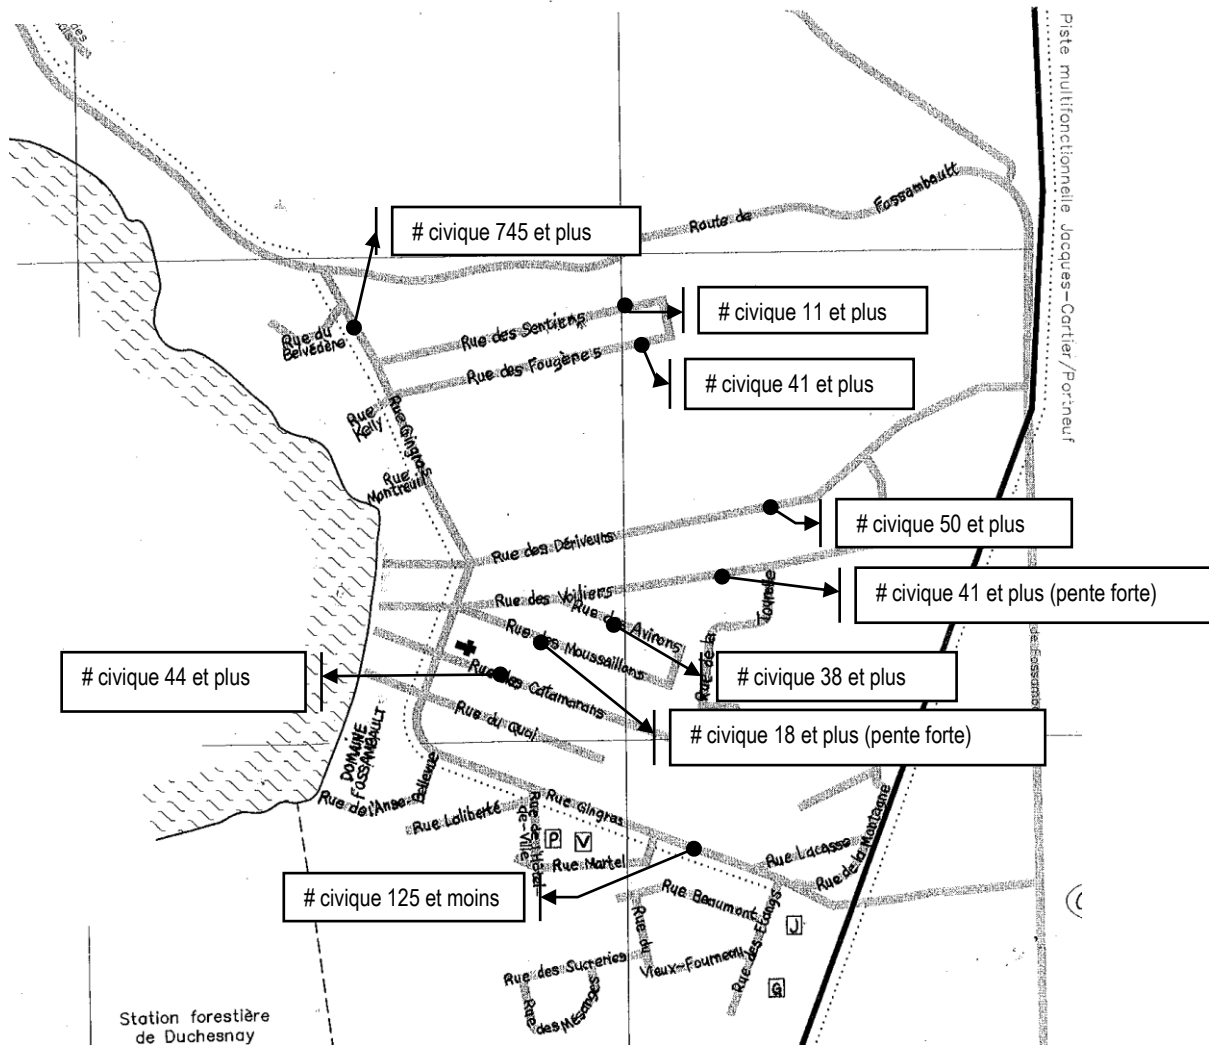 des
Piste multifonctionnelle Jacques-Cartier/Portneuf
Route de
Fossambault
# civique 745 et plus
# civique 11 et plus
Rue du
Belvédère
Rue des Sentiers
Rue des Fougères
# civique 41 et plus
Rue
Kelly
Rue Gingras
Rue
Montreuil
# civique 50 et plus
Rue des Dériveurs
Rue des Voiliers
# civique 41 et plus (pente forte)
Rue des Avirons
Rue de la
Tourelle
Rue des Moussaillons
# civique 44 et plus
Rue des Catamarans
# civique 38 et plus
Fossamb
Rue du Quai
# civique 18 et plus (pente forte)
DOMAINE
FOSSAMBAULT
Rue de l'Anse-Bellevue
Rue Laliberté
Rue de l'Hôtel-
de-Ville
Rue Gingras
P
V
Rue Martel
Rue Lacasse
Rue de la Montagne
# civique 125 et moins
Rue Beaumont
Rue des Etangs
J
Rue du
Vieux-Fourneau
Rue des Sucreries
G
Rue des Mésanges
Station forestière
de Duchesnay